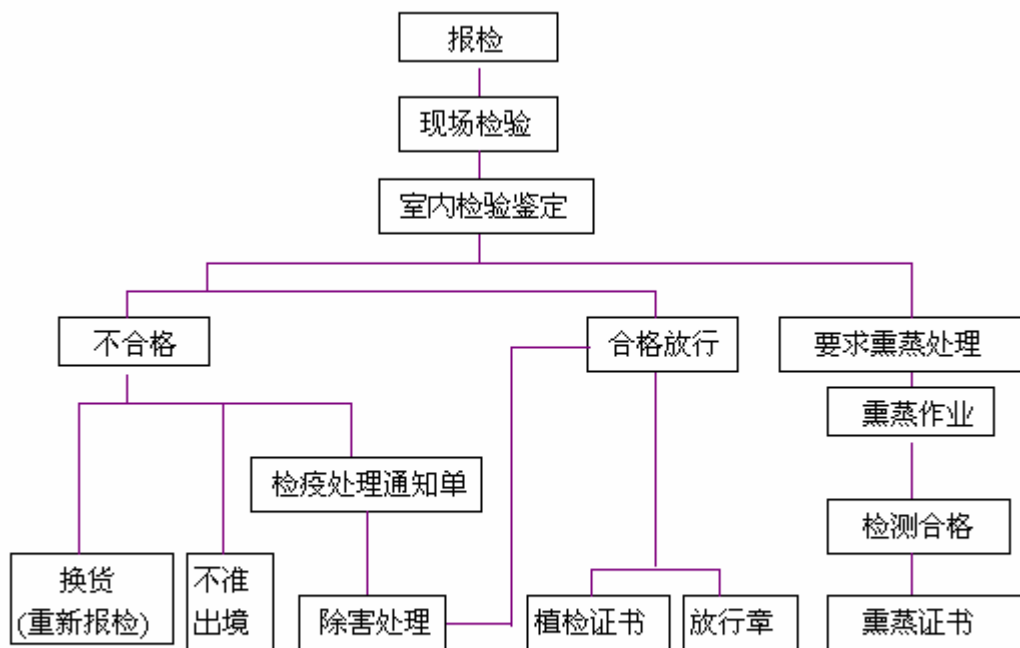 报检
现场检验
室内检验鉴定
不合格
合格放行
要求熏蒸处理
熏蒸作业
检疫处理通知单
检测合格
换货
(重新报检)
不准
出境
除害处理
植检证书
放行章
熏蒸证书